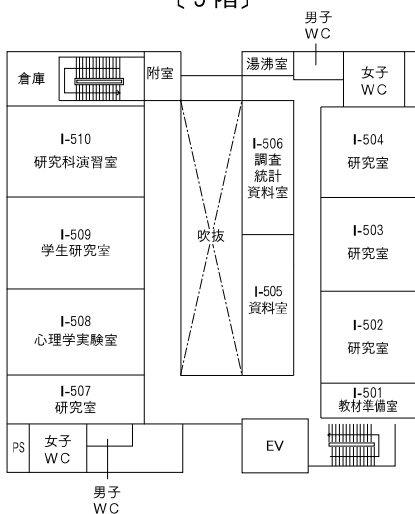 〔5階〕
男子
WC
倉庫
附室
湯沸室
女子
WC
I-510
研究科演習室
I-506
調査
統計
資料室
I-504
研究室
I-509
学生研究室
吹抜
I-503
研究室
I-508
心理学実験室
I-505
資料室
I-502
研究室
I-507
研究室
I-501
教材準備室
PS
女子
WC
EV
男子
WC